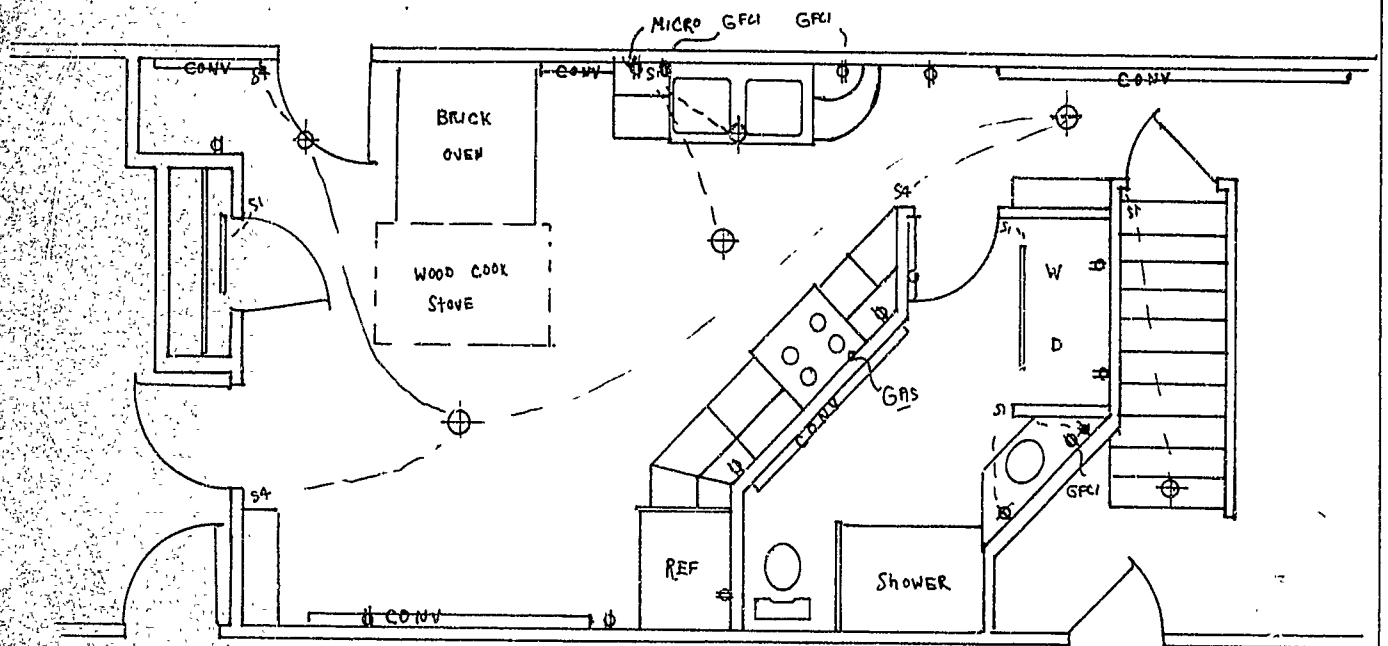 MICRO GFCI GFCI
CONV
S4
CONV
S1
CONV
BRICK
OVEN
S4
S1
S1
S1
WOOD COOK
STOVE
W
D
GAS
CONV
S1
GFCI
S4
REF
SHOWER
CONV